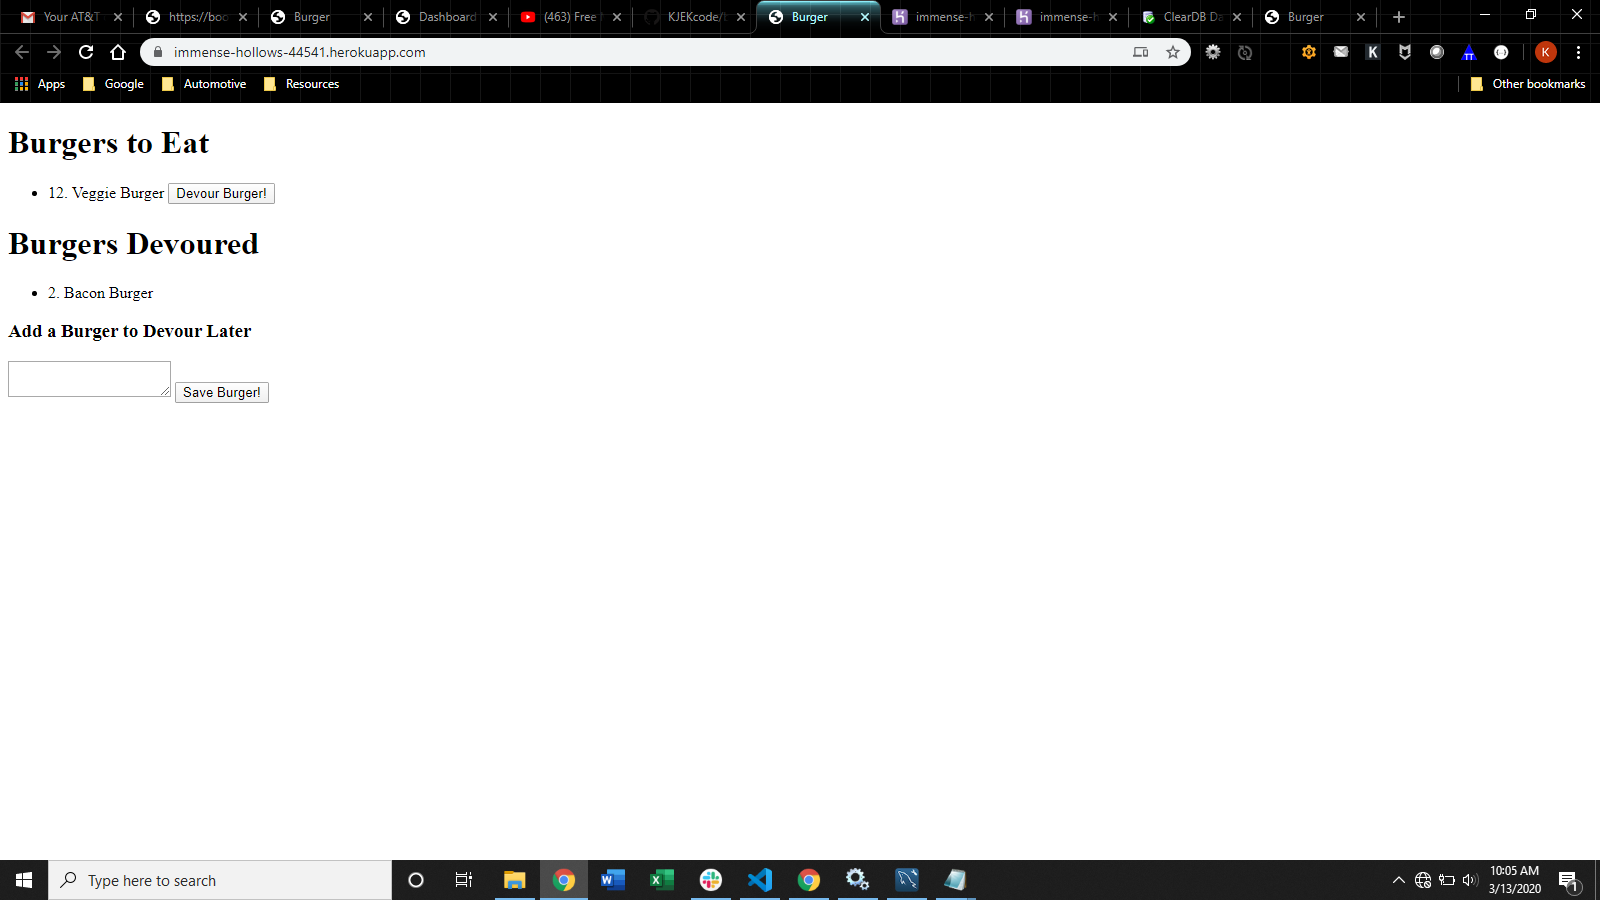 Your AT&T
https://boo
Burger
Dashboard
(463) Free
KJEKcode/
Burger
immense-h
immense-h
ClearDB Da
Burger
immense-hollows-44541.herokuapp.com
K
K
TT
Apps
Google
Automotive
Resources
Other bookmarks
Burgers to Eat
• 12. Veggie Burger Devour Burger!
Burgers Devoured
• 2. Bacon Burger
Add a Burger to Devour Later
Save Burger!
Type here to search
10:05 AM
3/13/2020
1